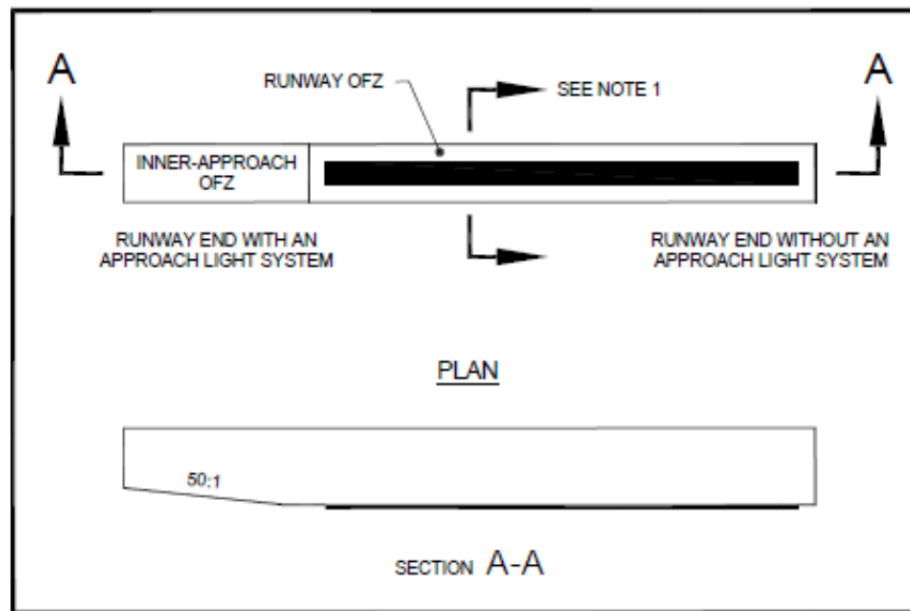 A
A
RUNWAY OFZ
SEE NOTE 1
INNER-APPROACH
OFZ
RUNWAY END WITH AN
APPROACH LIGHT SYSTEM
RUNWAY END WITHOUT AN
APPROACH LIGHT SYSTEM
PLAN
50:1
SECTION A-A